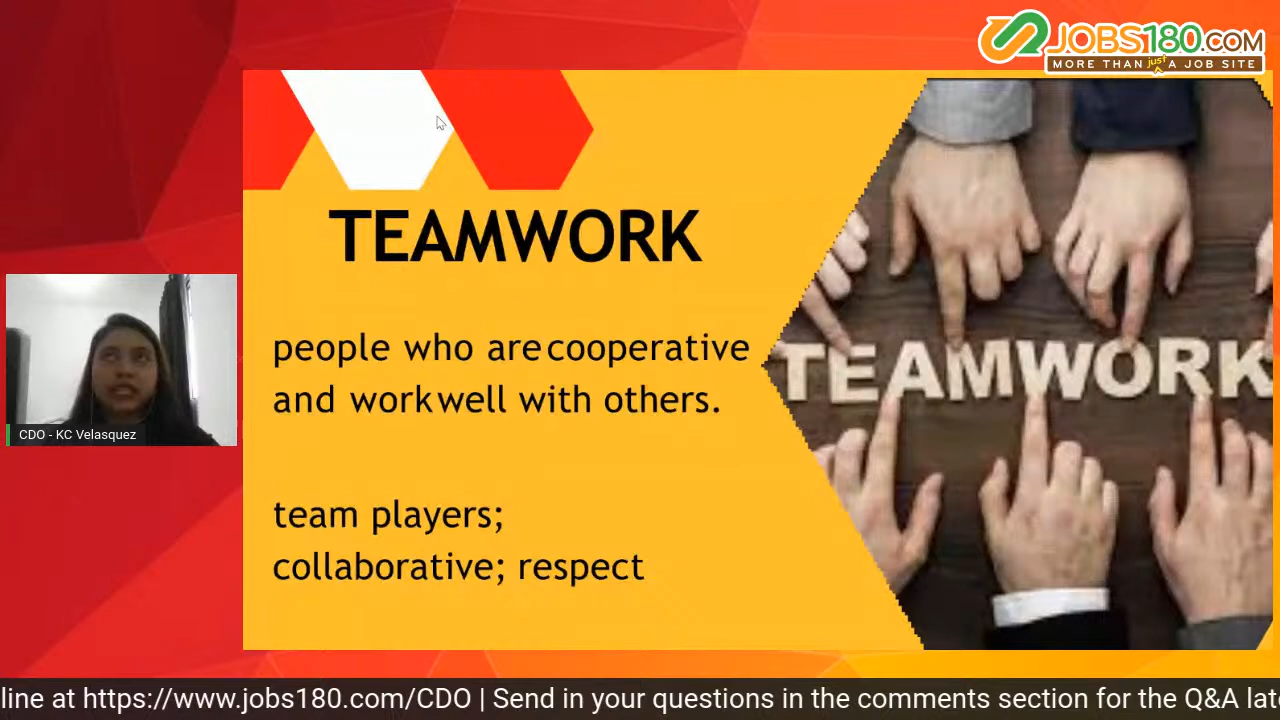 JOBS180.COM
MORE THAN just A JOB SITE
TEAMWORK
people who are cooperative
and work well with others.
team players;
collaborative; respect
TEAMWORK
CDO - KC Velasquez
line at https://www.jobs180.com/CDO | Send in your questions in the comments section for the Q&A lat